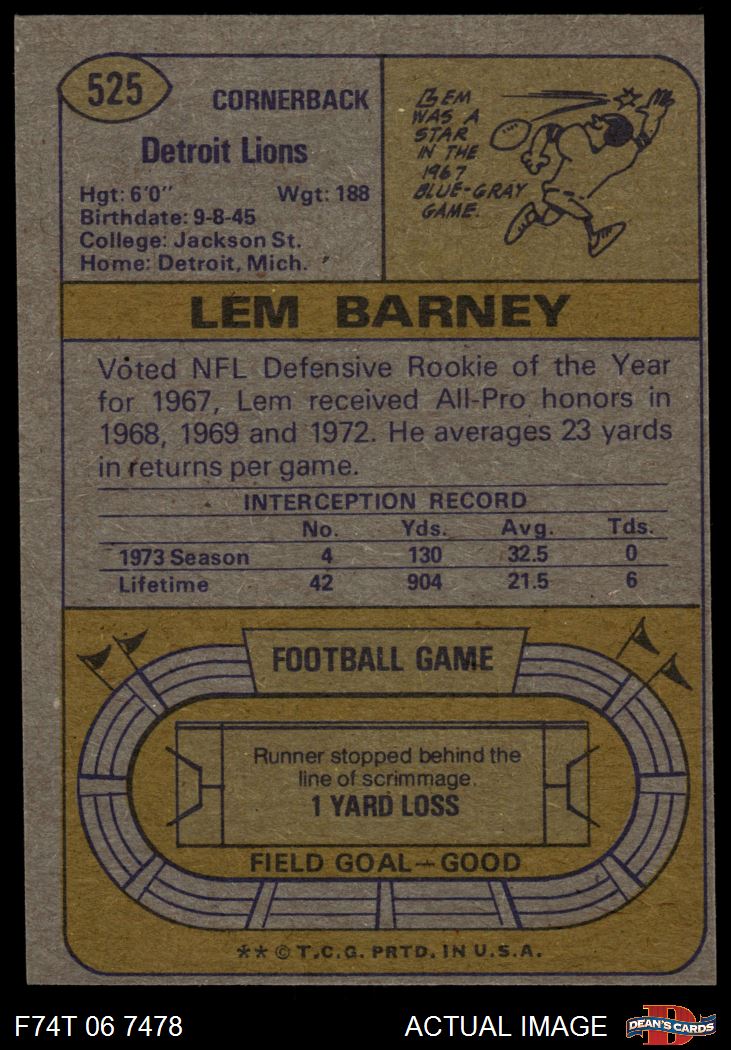 525
CORNERBACK
Detroit Lions
Hgt: 6'0" Wgt: 188
Birthdate: 9-8-45
College: Jackson St.
Home: Detroit, Mich.
LEM
WAS A
STAR
IN THE
1967
BLUE-GRAY
GAME.
LEM BARNEY
Voted NFL Defensive Rookie of the Year
for 1967, Lem received All-Pro honors in
1968, 1969 and 1972. He averages 23 yards
in returns per game.
INTERCEPTION RECORD
No. Yds. Avg. Tds.
1973 Season 4 130 32.5 0
Lifetime 42 904 21.5 6
FOOTBALL GAME
Runner stopped behind the
line of scrimmage.
1 YARD LOSS
FIELD GOAL—GOOD
** © T.C.G. PRTD. IN U.S.A.
F74T 06 7478 ACTUAL IMAGE
D
DEAN'S CARDS